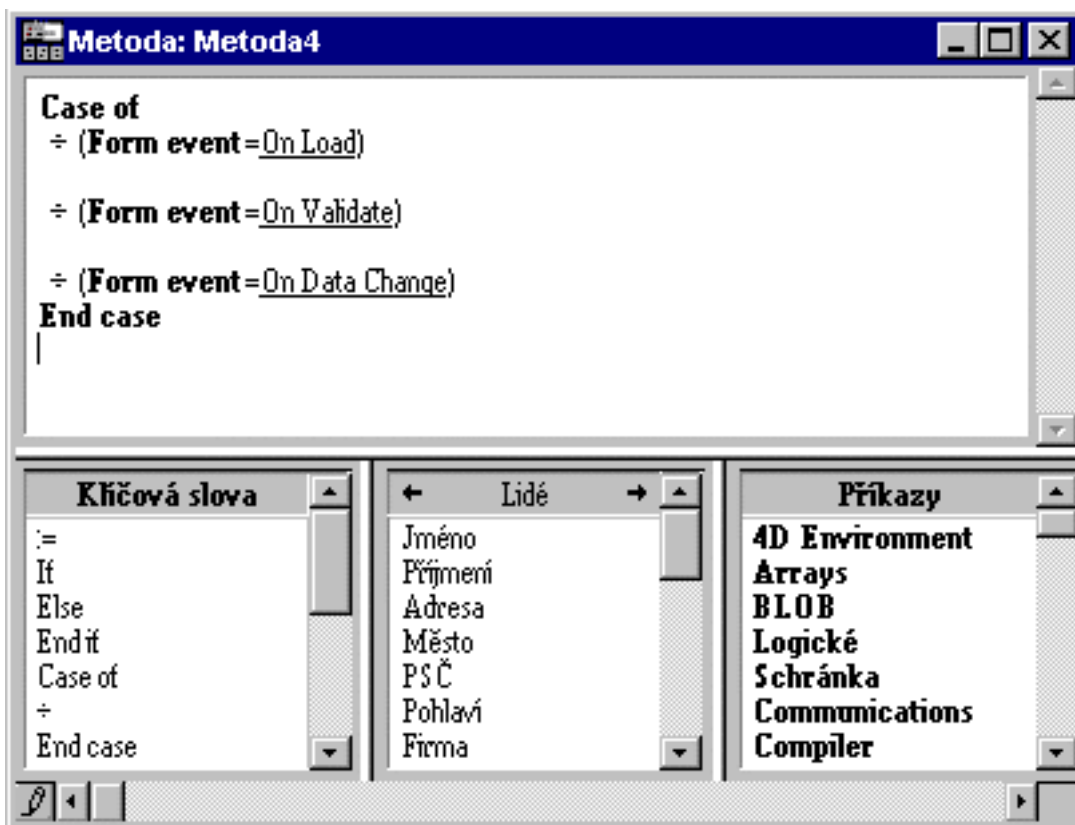 Metoda: Metoda4
Case of
÷ (Form event=On Load)
÷ (Form event=On Validate)
÷ (Form event=On Data Change)
End case
Klíčová slova
:=
If
Else
End if
Case of
÷
End case
← Lidé →
Jméno
Příjmení
Adresa
Město
PSČ
Pohlaví
Firma
Příkazy
4D Environment
Arrays
BLOB
Logické
Schránka
Communications
Compiler